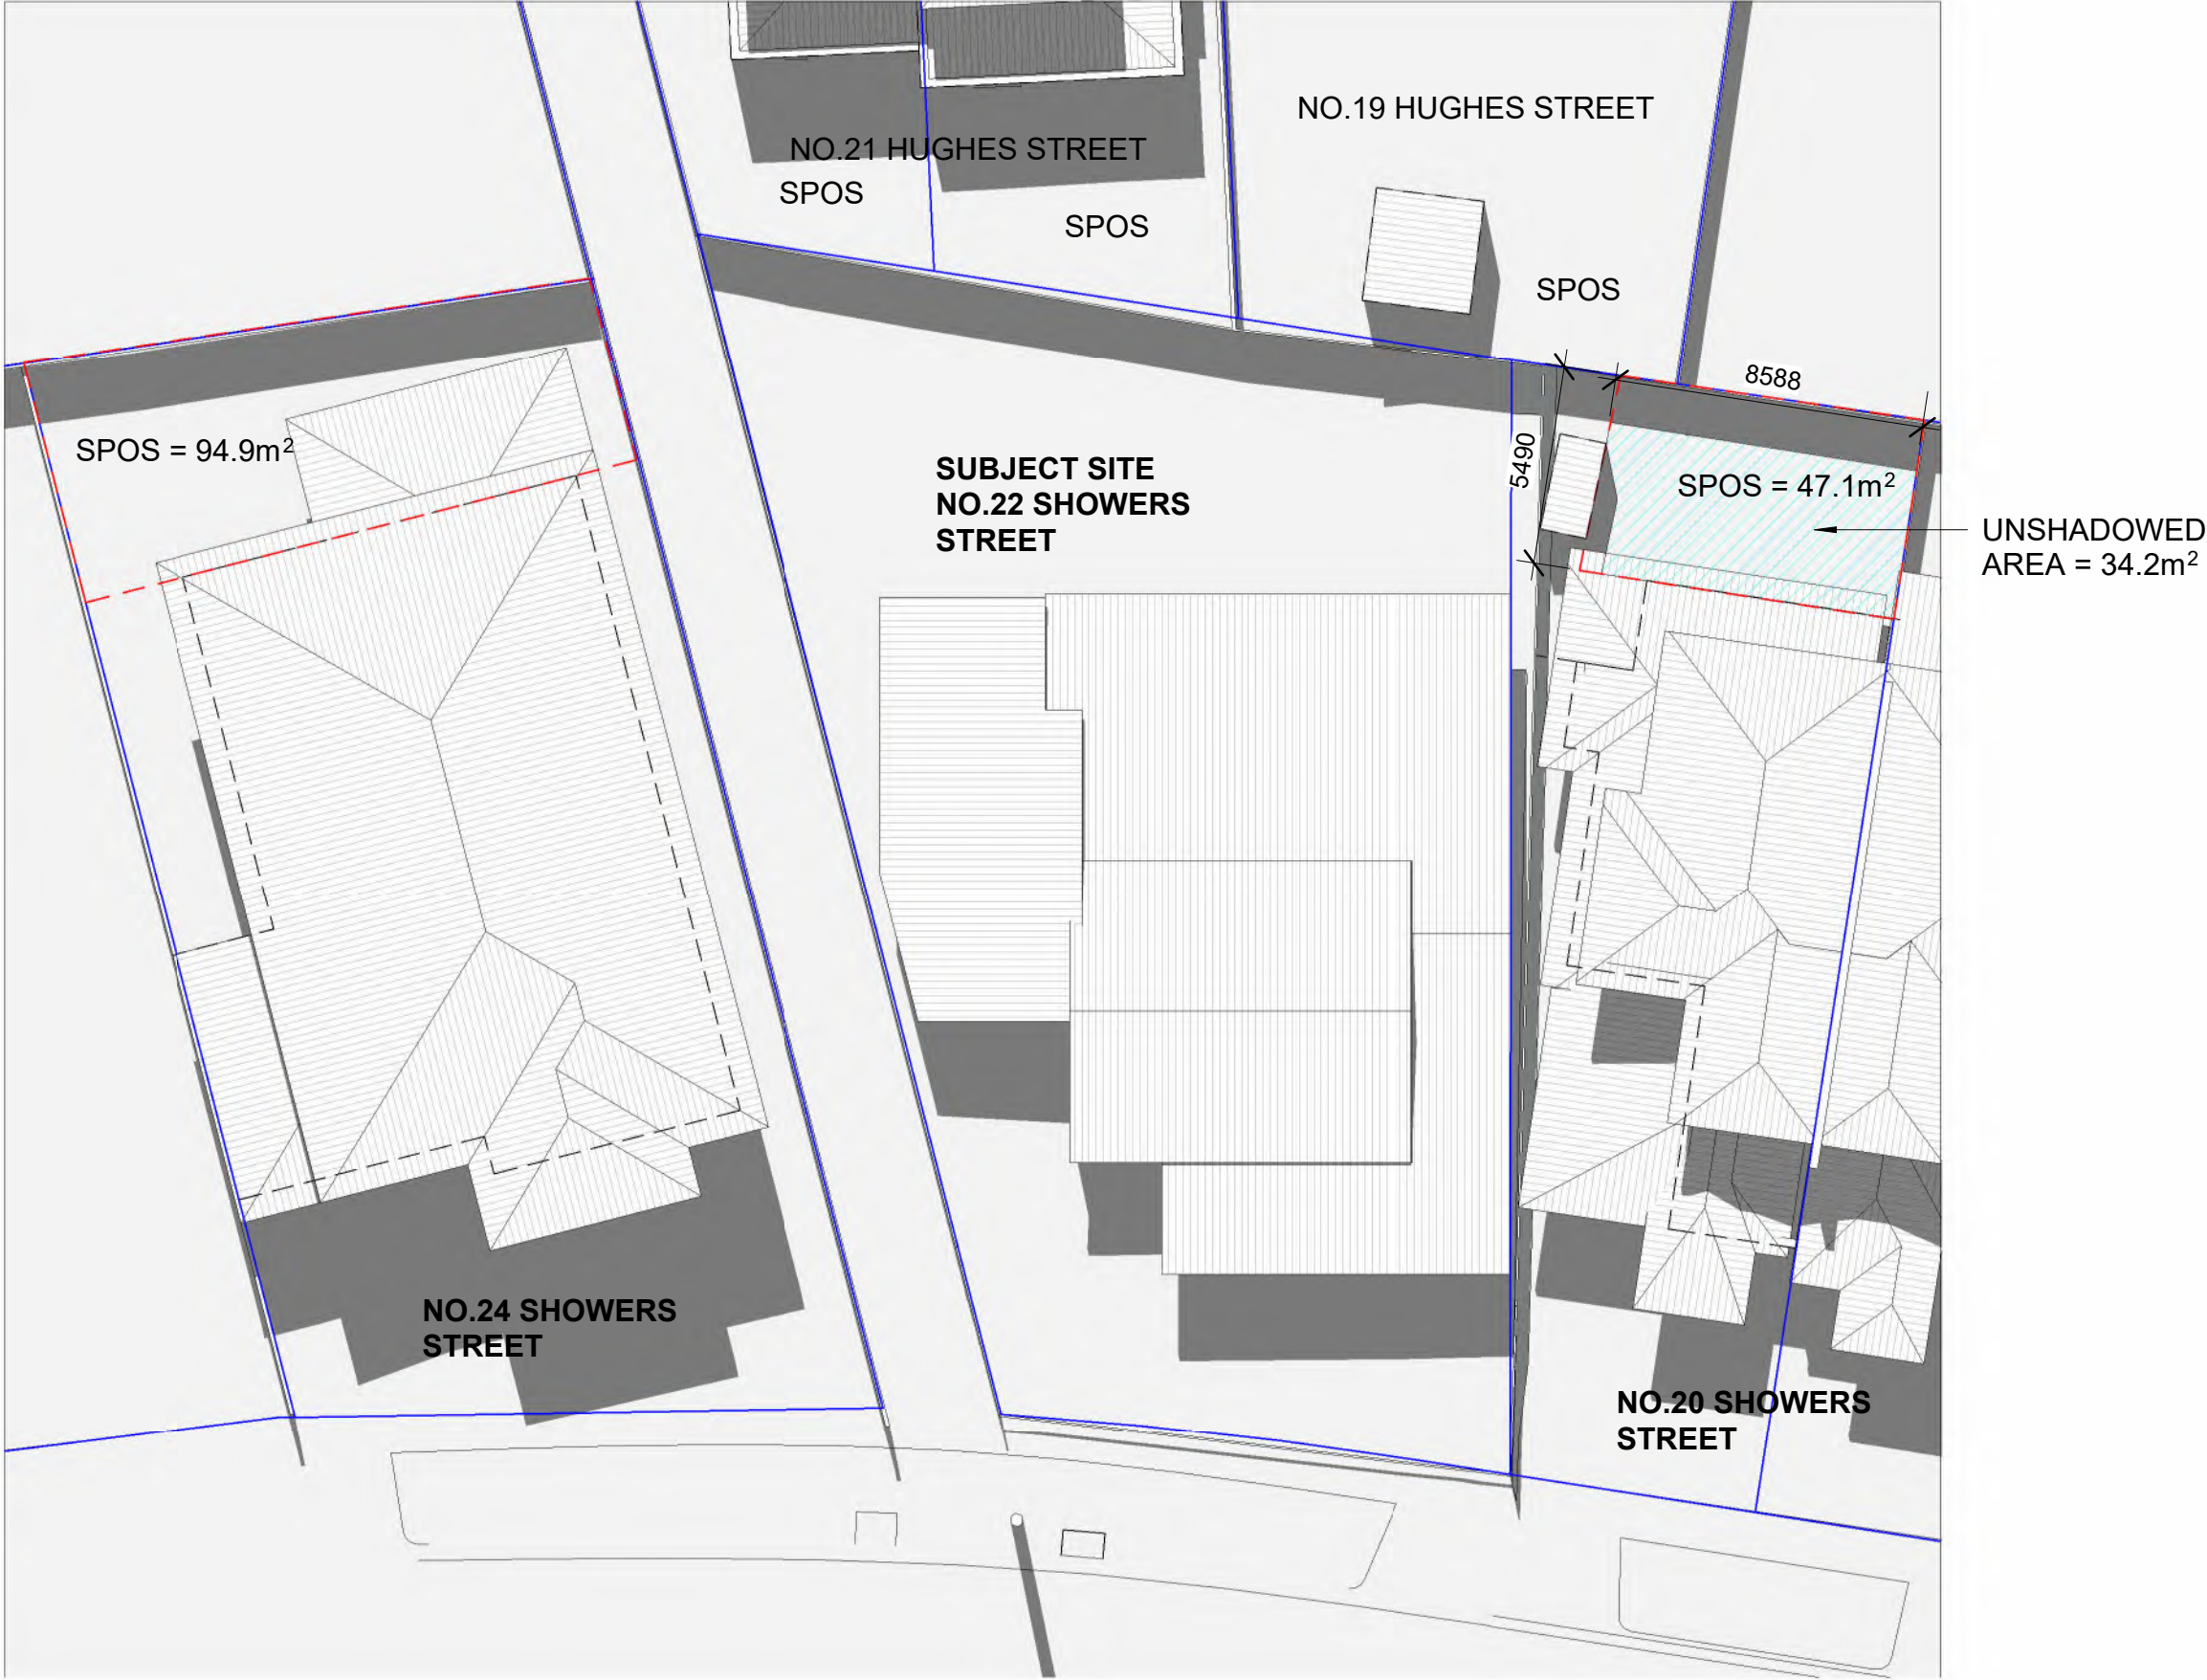 NO.19 HUGHES STREET
NO.21 HUGHES STREET
SPOS
SPOS
SPOS
8588
5490
SPOS = 94.9m²
SUBJECT SITE
NO.22 SHOWERS
STREET
SPOS = 47.1m²
UNSHADOWED
AREA = 34.2m²
NO.24 SHOWERS
STREET
NO.20 SHOWERS
STREET